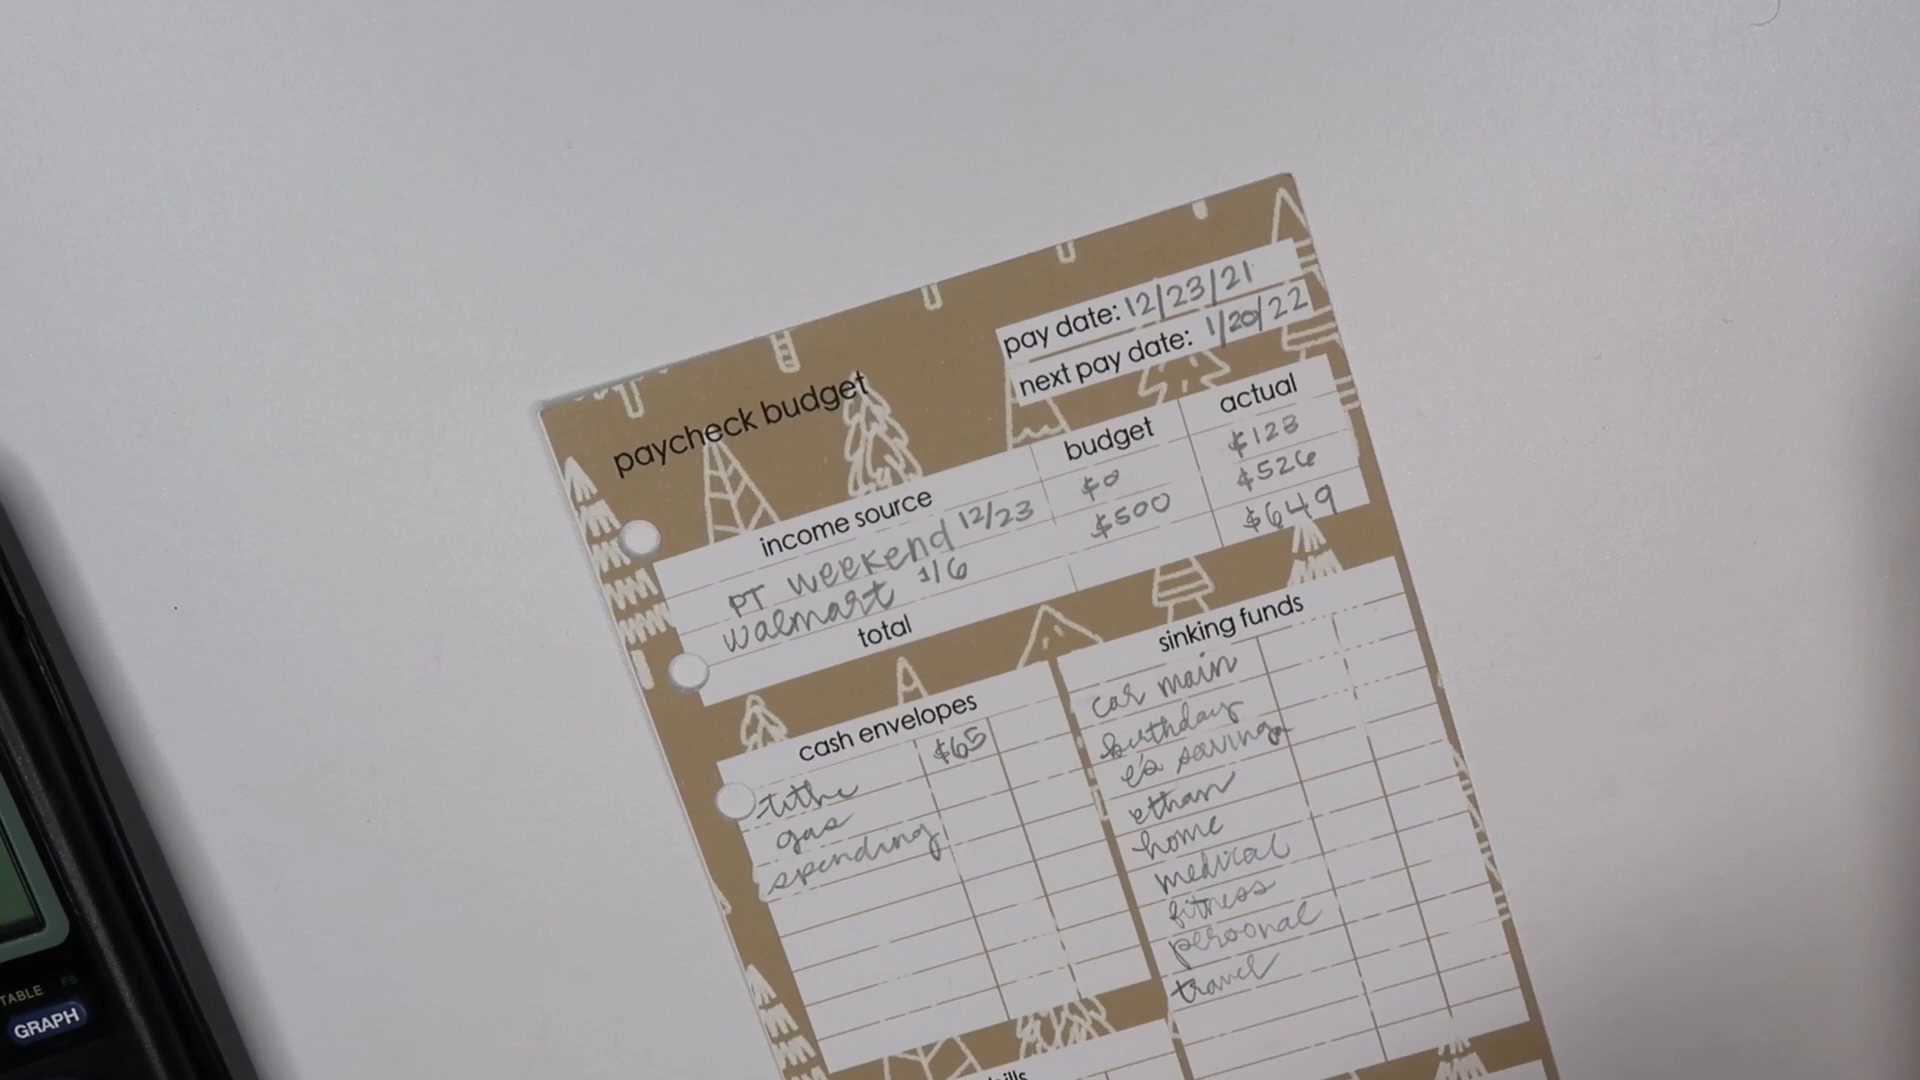 pay date: 12/23/21
next pay date: 1/20/22
paycheck budget
income source budget actual
PT weekend 12/23 $0 $123
walmart 1/6 $500 $526
total $649
cash envelopes
tithe $65
gas
spending
sinking funds
car main
birthday
e's savings
ethan
home
medical
fitness
personal
travel
TABLE
GRAPH